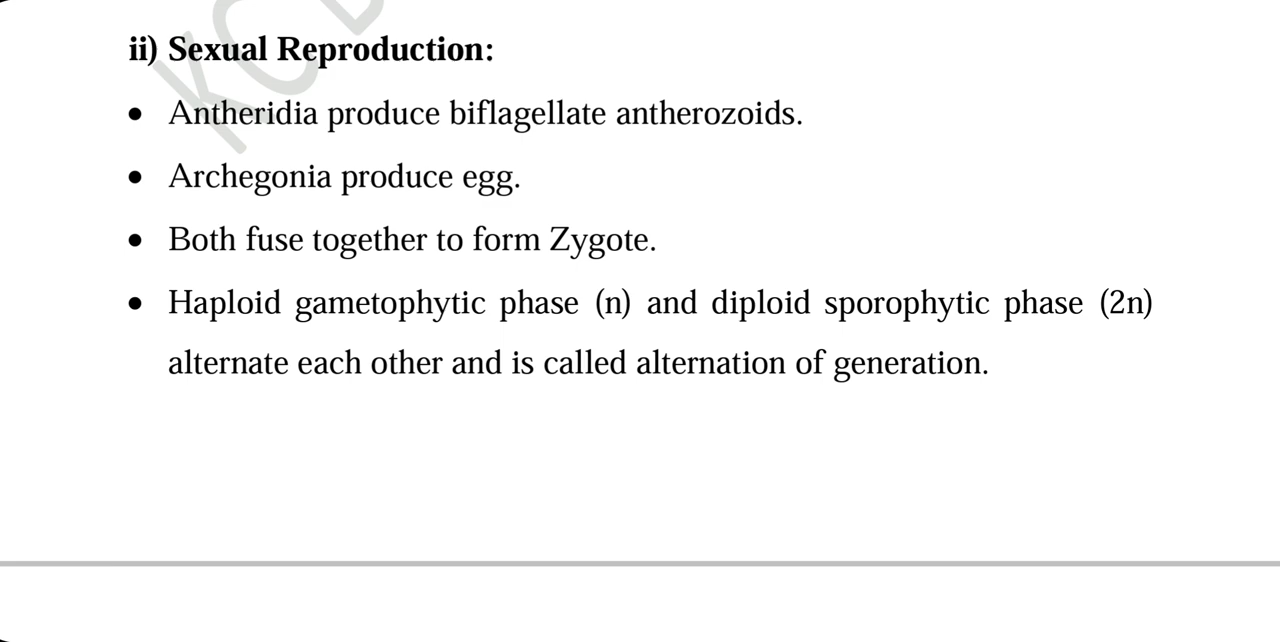 ii) Sexual Reproduction:
• Antheridia produce biflagellate antherozoids.
• Archegonia produce egg.
• Both fuse together to form Zygote.
• Haploid gametophytic phase (n) and diploid sporophytic phase (2n)
alternate each other and is called alternation of generation.